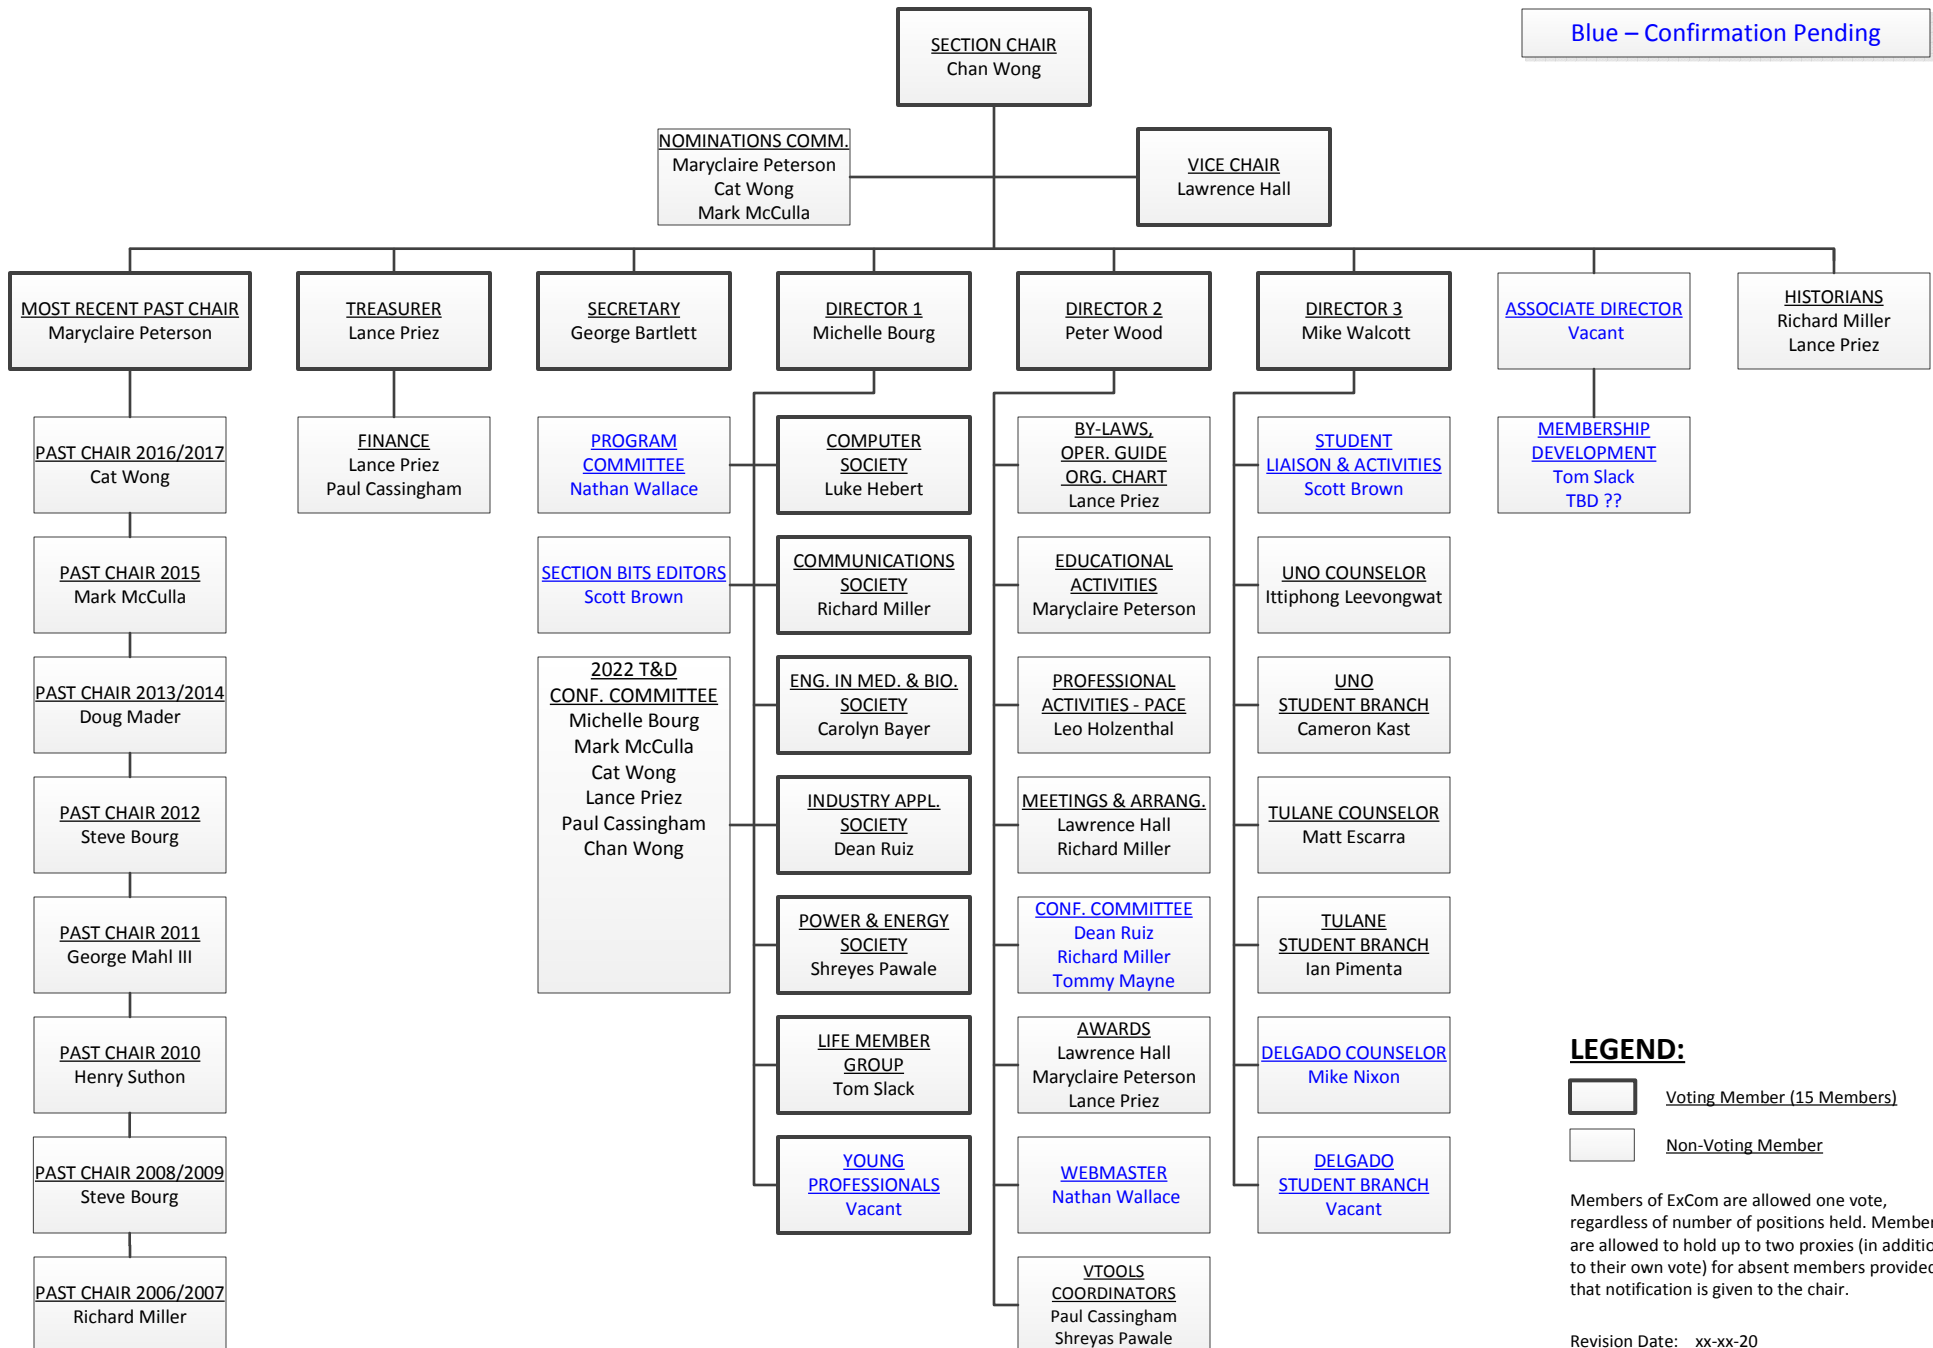 Blue – Confirmation Pending
SECTION CHAIR
Chan Wong
NOMINATIONS COMM.
Maryclaire Peterson
Cat Wong
Mark McCulla
VICE CHAIR
Lawrence Hall
MOST RECENT PAST CHAIR
Maryclaire Peterson
TREASURER
Lance Priez
SECRETARY
George Bartlett
DIRECTOR 1
Michelle Bourg
DIRECTOR 2
Peter Wood
DIRECTOR 3
Mike Walcott
ASSOCIATE DIRECTOR
Vacant
HISTORIANS
Richard Miller
Lance Priez
PAST CHAIR 2016/2017
Cat Wong
PAST CHAIR 2015
Mark McCulla
PAST CHAIR 2013/2014
Doug Mader
PAST CHAIR 2012
Steve Bourg
PAST CHAIR 2011
George Mahl III
PAST CHAIR 2010
Henry Suthon
PAST CHAIR 2008/2009
Steve Bourg
PAST CHAIR 2006/2007
Richard Miller
FINANCE
Lance Priez
Paul Cassingham
PROGRAM
COMMITTEE
Nathan Wallace
SECTION BITS EDITORS
Scott Brown
2022 T&D
CONF. COMMITTEE
Michelle Bourg
Mark McCulla
Cat Wong
Lance Priez
Paul Cassingham
Chan Wong
COMPUTER
SOCIETY
Luke Hebert
COMMUNICATIONS
SOCIETY
Richard Miller
ENG. IN MED. & BIO.
SOCIETY
Carolyn Bayer
INDUSTRY APPL.
SOCIETY
Dean Ruiz
POWER & ENERGY
SOCIETY
Shreyes Pawale
LIFE MEMBER
GROUP
Tom Slack
YOUNG
PROFESSIONALS
Vacant
BY-LAWS,
OPER. GUIDE
ORG. CHART
Lance Priez
EDUCATIONAL
ACTIVITIES
Maryclaire Peterson
PROFESSIONAL
ACTIVITIES - PACE
Leo Holzenthal
MEETINGS & ARRANG.
Lawrence Hall
Richard Miller
CONF. COMMITTEE
Dean Ruiz
Richard Miller
Tommy Mayne
AWARDS
Lawrence Hall
Maryclaire Peterson
Lance Priez
WEBMASTER
Nathan Wallace
VTOOLS
COORDINATORS
Paul Cassingham
Shreyas Pawale
STUDENT
LIAISON & ACTIVITIES
Scott Brown
UNO COUNSELOR
Ittiphong Leevongwat
UNO
STUDENT BRANCH
Cameron Kast
TULANE COUNSELOR
Matt Escarra
TULANE
STUDENT BRANCH
Ian Pimenta
DELGADO COUNSELOR
Mike Nixon
DELGADO
STUDENT BRANCH
Vacant
MEMBERSHIP
DEVELOPMENT
Tom Slack
TBD ??
LEGEND:
Voting Member (15 Members)
Non-Voting Member
Members of ExCom are allowed one vote,
regardless of number of positions held. Member
are allowed to hold up to two proxies (in additio
to their own vote) for absent members provided
that notification is given to the chair.
Revision Date: xx-xx-20